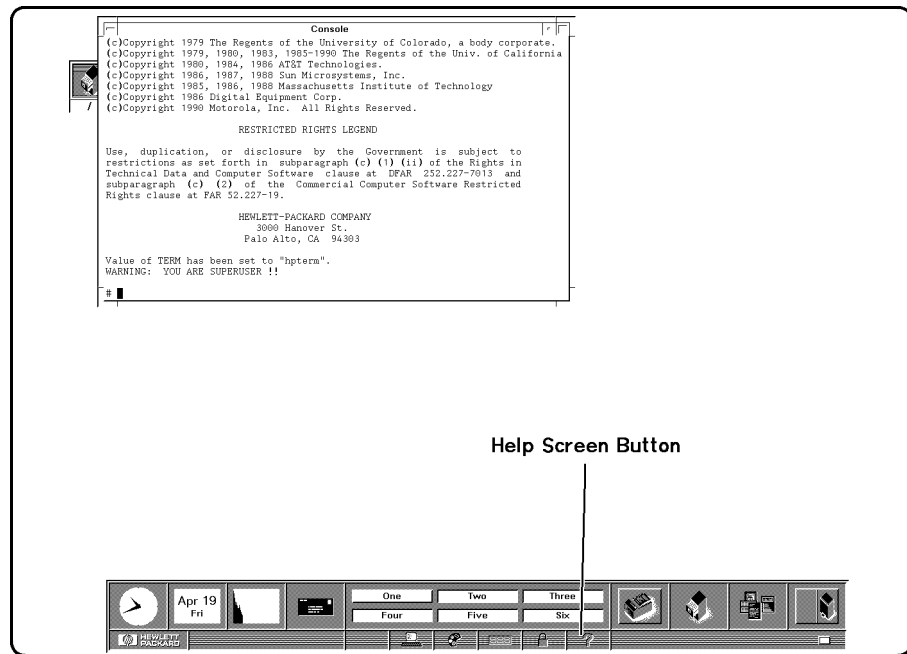 Console
(c)Copyright 1979 The Regents of the University of Colorado, a body corporate.
(c)Copyright 1979, 1980, 1983, 1985-1990 The Regents of the Univ. of California
(c)Copyright 1980, 1984, 1986 AT&T Technologies.
(c)Copyright 1986, 1987, 1988 Sun Microsystems, Inc.
(c)Copyright 1985, 1986, 1988 Massachusetts Institute of Technology
(c)Copyright 1986 Digital Equipment Corp.
(c)Copyright 1990 Motorola, Inc.  All Rights Reserved.
RESTRICTED RIGHTS LEGEND
Use, duplication, or disclosure by the Government is subject to
restrictions as set forth in subparagraph (c) (1) (ii) of the Rights in
Technical Data and Computer Software clause at DFAR 252.227-7013 and
subparagraph (c) (2) of the Commercial Computer Software Restricted
Rights clause at FAR 52.227-19.
HEWLETT-PACKARD COMPANY
3000 Hanover St.
Palo Alto, CA  94303
Value of TERM has been set to "hpterm".
WARNING:  YOU ARE SUPERUSER !!
#
/
Help Screen Button
Apr 19
Fri
One Two Three
Four Five Six
HEWLETT
PACKARD
?